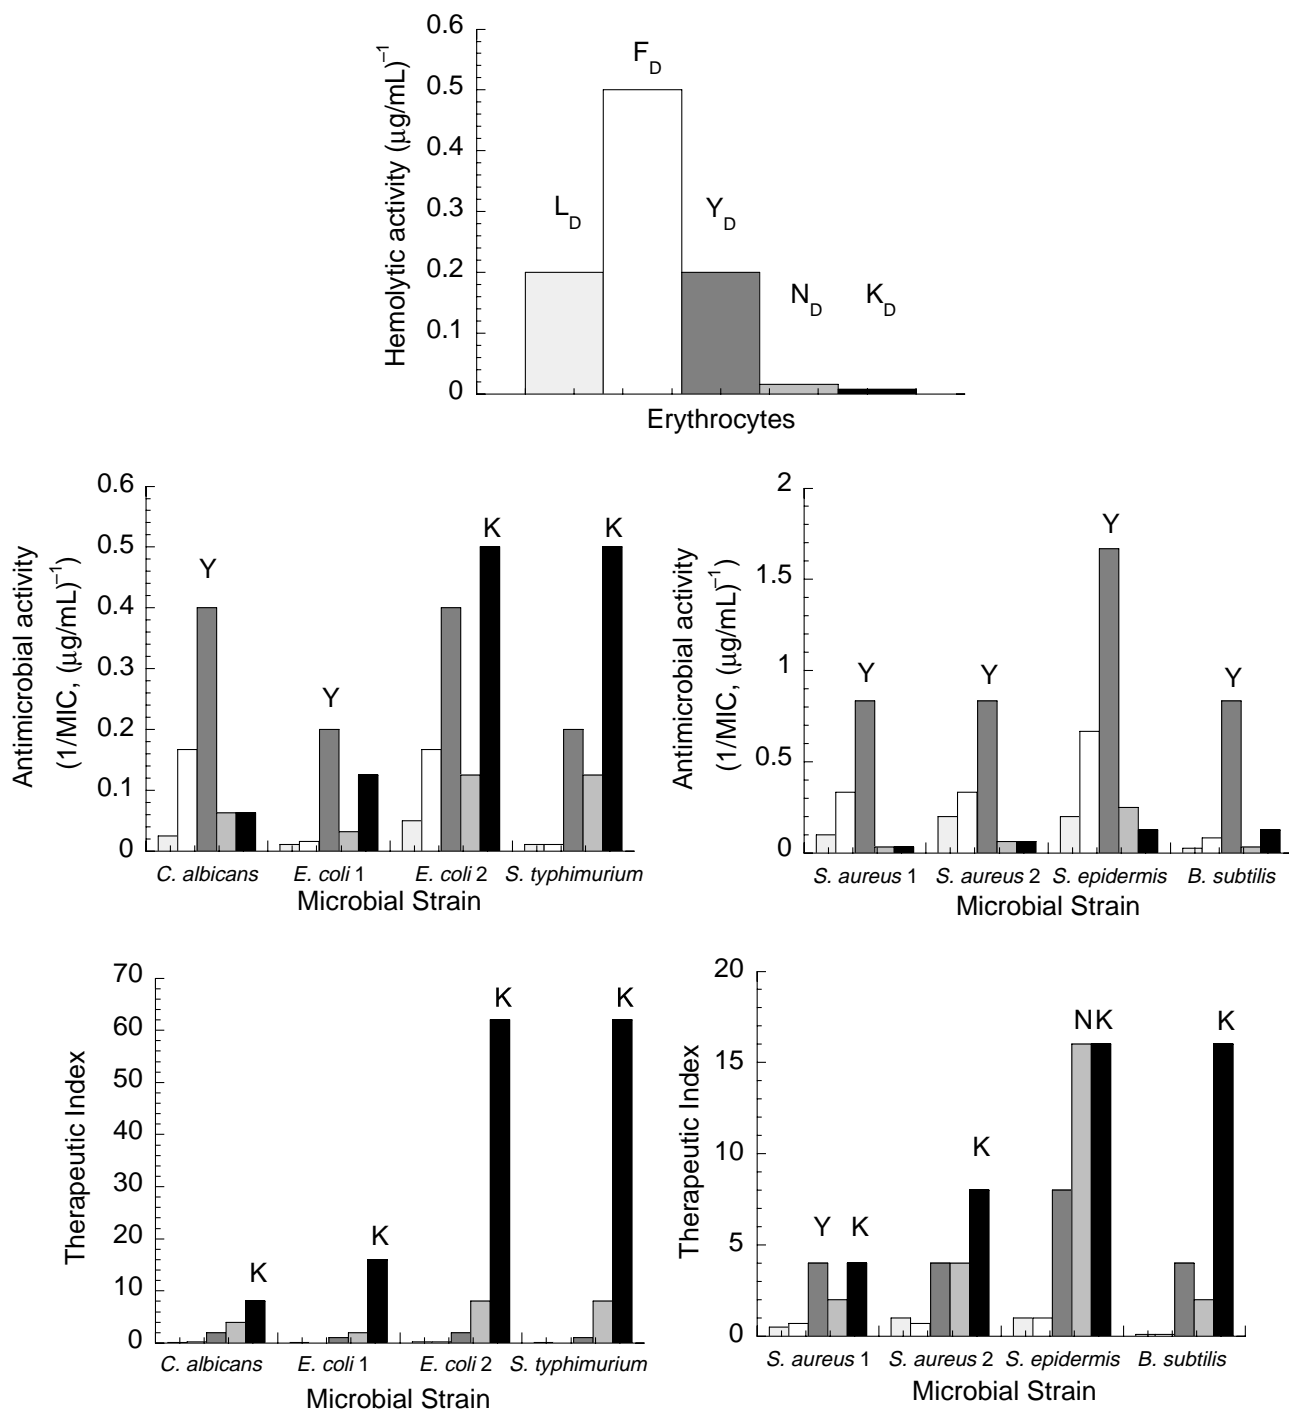 Hemolytic activity (µg/mL)⁻¹
0.6
0.5
0.4
0.3
0.2
0.1
0
F_D
L_D
Y_D
N_D
K_D
Erythrocytes
Antimicrobial activity
(1/MIC, (µg/mL)⁻¹)
0.6
0.5
0.4
0.3
0.2
0.1
0
Y
Y
K
K
C. albicans
E. coli 1
E. coli 2
S. typhimurium
Microbial Strain
Antimicrobial activity
(1/MIC, (µg/mL)⁻¹
2
1.5
1
0.5
0
Y
Y
Y
Y
S. aureus 1
S. aureus 2
S. epidermis
B. subtilis
Microbial Strain
Therapeutic Index
70
60
50
40
30
20
10
0
K
K
K
K
C. albicans
E. coli 1
E. coli 2
S. typhimurium
Microbial Strain
Therapeutic Index
20
15
10
5
0
Y
K
K
NK
K
S. aureus 1
S. aureus 2
S. epidermis
B. subtilis
Microbial Strain